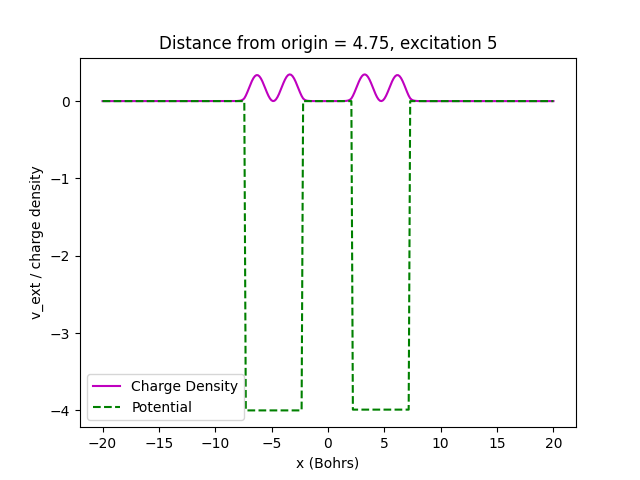 Distance from origin = 4.75, excitation 5
v_ext / charge density
0
−1
−2
−3
−4
Charge Density
Potential
−20
−15
−10
−5
0
5
10
15
20
x (Bohrs)